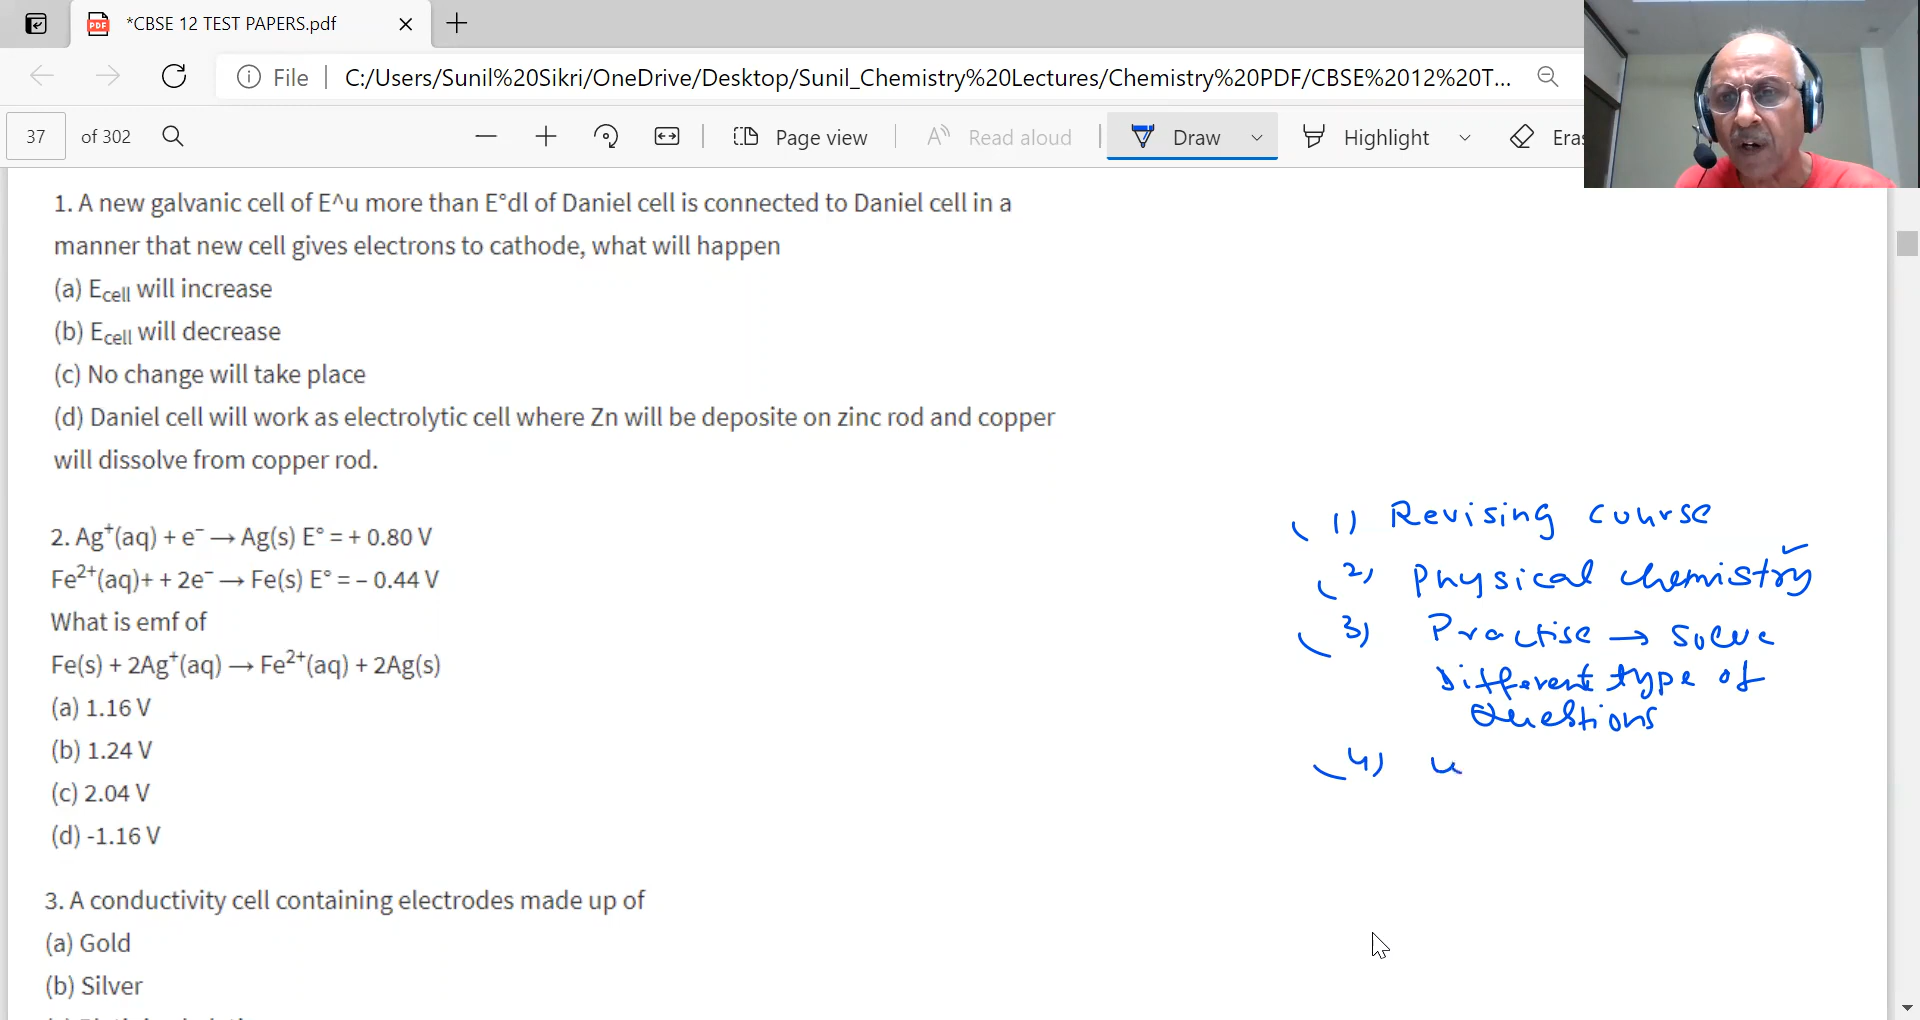 *CBSE 12 TEST PAPERS.pdf
File | C:/Users/Sunil%20Sikri/OneDrive/Desktop/Sunil_Chemistry%20Lectures/Chemistry%20PDF/CBSE%2012%20T...
37 of 302 Page view Read aloud Draw Highlight Eras
1. A new galvanic cell of E^u more than E°dl of Daniel cell is connected to Daniel cell in a
manner that new cell gives electrons to cathode, what will happen
(a) Ecell will increase
(b) Ecell will decrease
(c) No change will take place
(d) Daniel cell will work as electrolytic cell where Zn will be deposite on zinc rod and copper
will dissolve from copper rod.
2. Ag⁺(aq) + e⁻ → Ag(s) E° = + 0.80 V
Fe²⁺(aq)+ + 2e⁻ → Fe(s) E° = – 0.44 V
What is emf of
Fe(s) + 2Ag⁺(aq) → Fe²⁺(aq) + 2Ag(s)
(a) 1.16 V
(b) 1.24 V
(c) 2.04 V
(d) -1.16 V
3. A conductivity cell containing electrodes made up of
(a) Gold
(b) Silver
1) Revising course
2) Physical chemistry
3) Practise → solve
Different type of
Questions
4) u